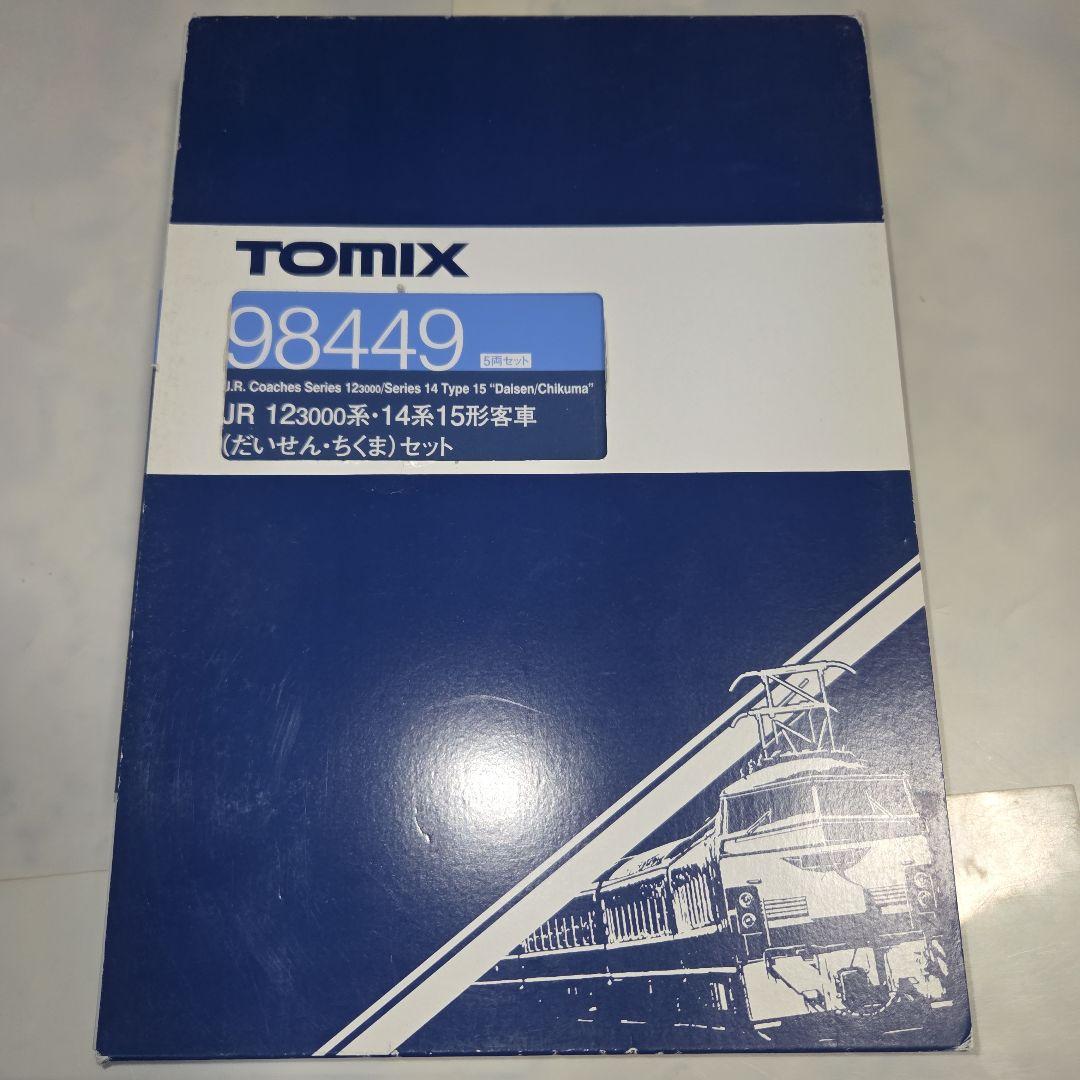 TOMIX
98449 5両セット
J.R. Coaches Series 123000/Series 14 Type 15 "Daisen/Chikuma"
JR 123000系・14系15形客車
(だいせん・ちくま)セット